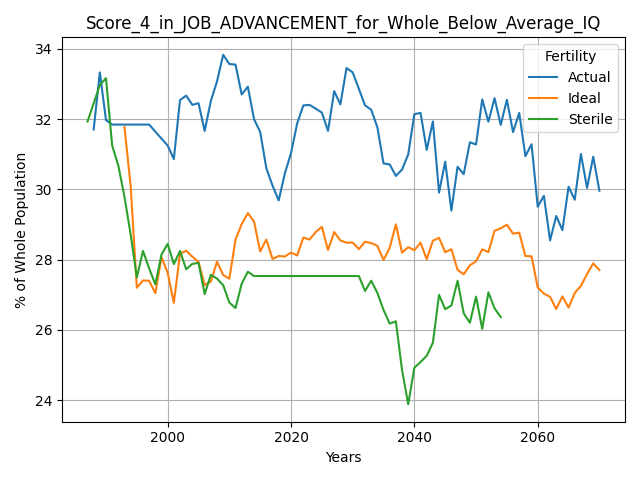 Score_4_in_JOB_ADVANCEMENT_for_Whole_Below_Average_IQ
Fertility
Actual
Ideal
Sterile
% of Whole Population
34
32
30
28
26
24
2000
2020
2040
2060
Years